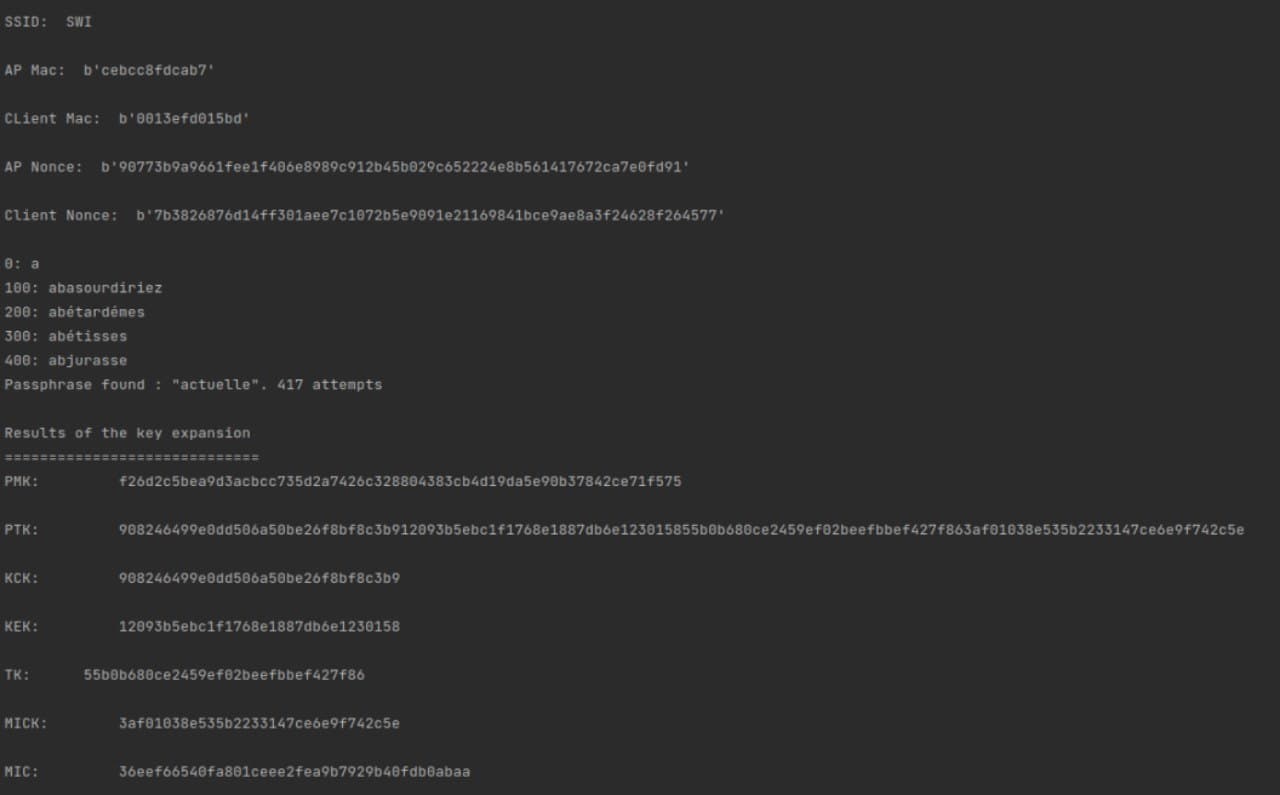 SSID:  SWI
AP Mac:  b'cebcc8fdcab7'
CLient Mac:  b'0013efd015bd'
AP Nonce:  b'90773b9a9661fee1f406e8989c912b45b029c652224e8b561417672ca7e0fd91'
Client Nonce:  b'7b3826876d14ff301aee7c1072b5e9091e21169841bce9ae8a3f24628f264577'
0: a
100: abasourdiriez
200: abétardêmes
300: abêtisses
400: abjurasse
Passphrase found : "actuelle". 417 attempts
Results of the key expansion
=============================
PMK:         f26d2c5bea9d3acbcc735d2a7426c328804383cb4d19da5e90b37842ce71f575
PTK:         908246499e0dd506a50be26f8bf8c3b912093b5ebc1f1768e1887db6e123015855b0b680ce2459ef02beefbbef427f863af01038e535b2233147ce6e9f742c5e
KCK:         908246499e0dd506a50be26f8bf8c3b9
KEK:         12093b5ebc1f1768e1887db6e1230158
TK:      55b0b680ce2459ef02beefbbef427f86
MICK:        3af01038e535b2233147ce6e9f742c5e
MIC:         36eef66540fa801ceee2fea9b7929b40fdb0abaa